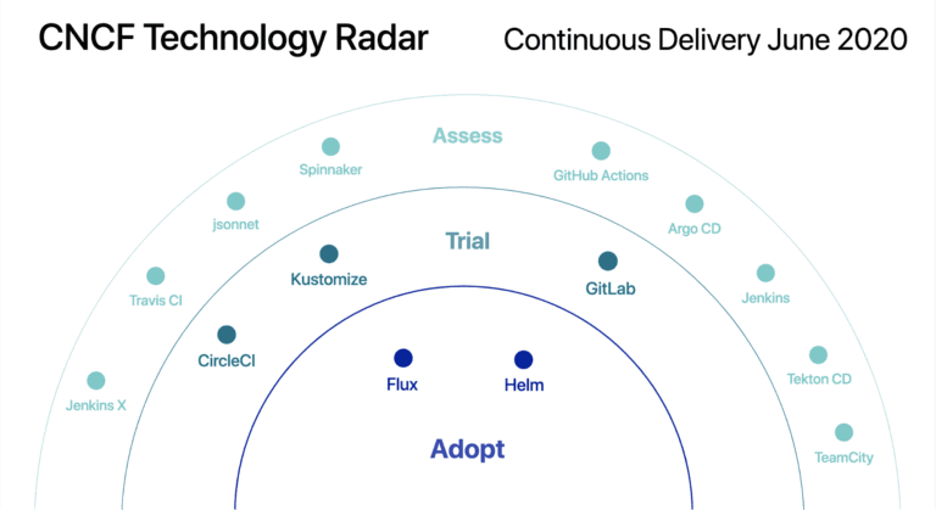 CNCF Technology Radar
Continuous Delivery June 2020
Assess
Spinnaker
GitHub Actions
jsonnet
Argo CD
Trial
Kustomize
GitLab
Travis CI
Jenkins
CircleCI
Tekton CD
Flux
Helm
Jenkins X
Adopt
TeamCity